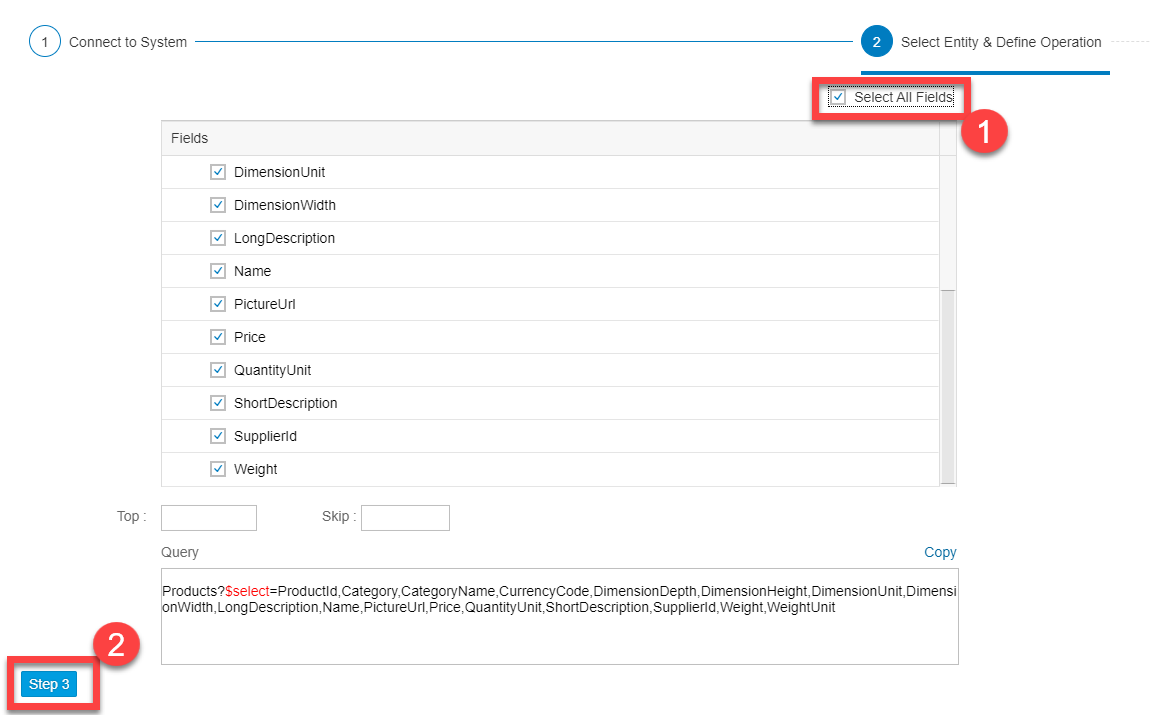 1 Connect to System
2 Select Entity & Define Operation
Select All Fields
1
Fields
DimensionUnit
DimensionWidth
LongDescription
Name
PictureUrl
Price
QuantityUnit
ShortDescription
SupplierId
Weight
Top : Skip :
Query Copy
Products?$select=ProductId,Category,CategoryName,CurrencyCode,DimensionDepth,DimensionHeight,DimensionUnit,Dimensi
onWidth,LongDescription,Name,PictureUrl,Price,QuantityUnit,ShortDescription,SupplierId,Weight,WeightUnit
2
Step 3